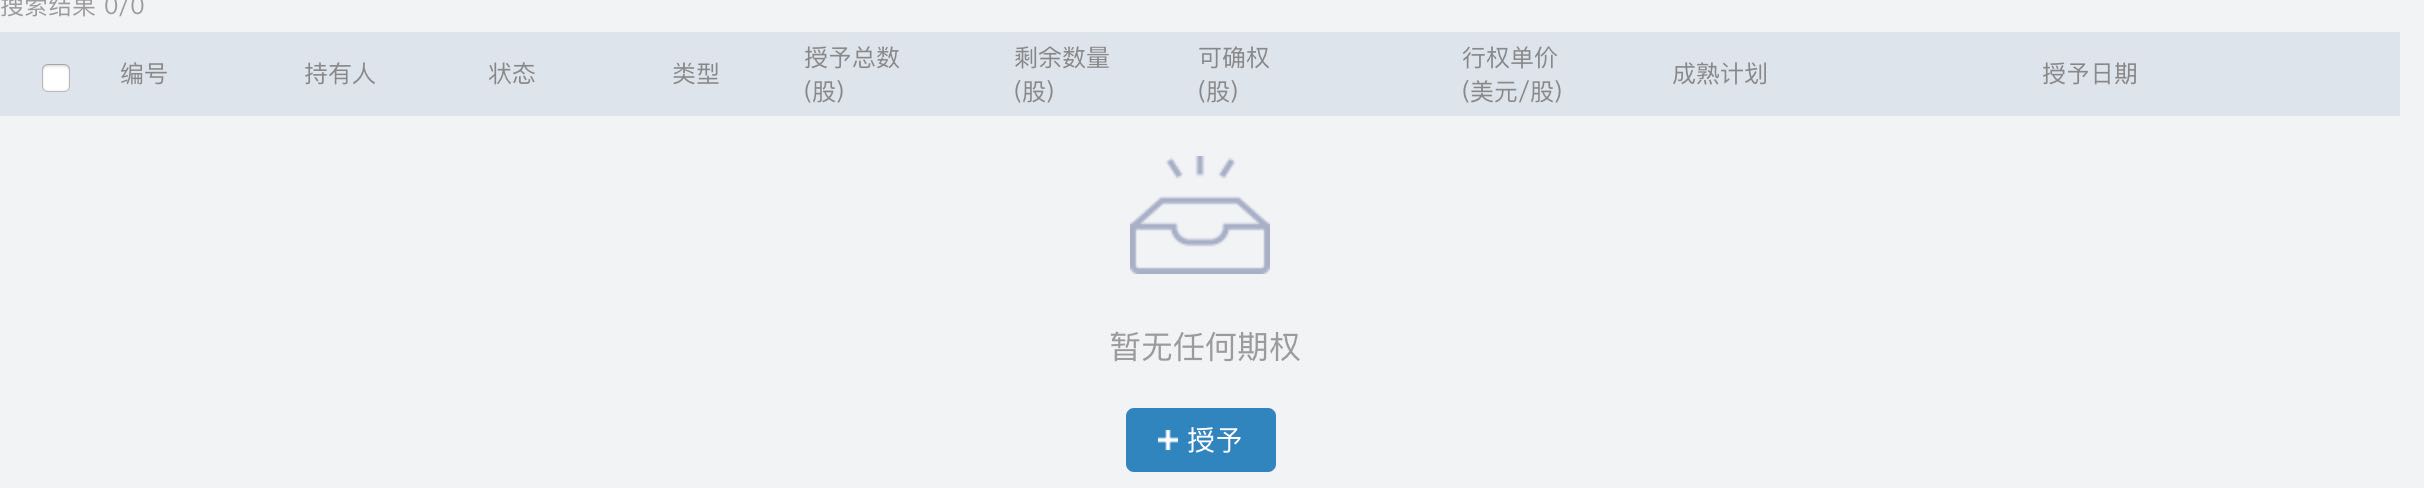 搜索结果 0/0
编号 持有人 状态 类型 授予总数 剩余数量 可确权 行权单价 成熟计划 授予日期
(股) (股) (股) (美元/股)
暂无任何期权
+ 授予